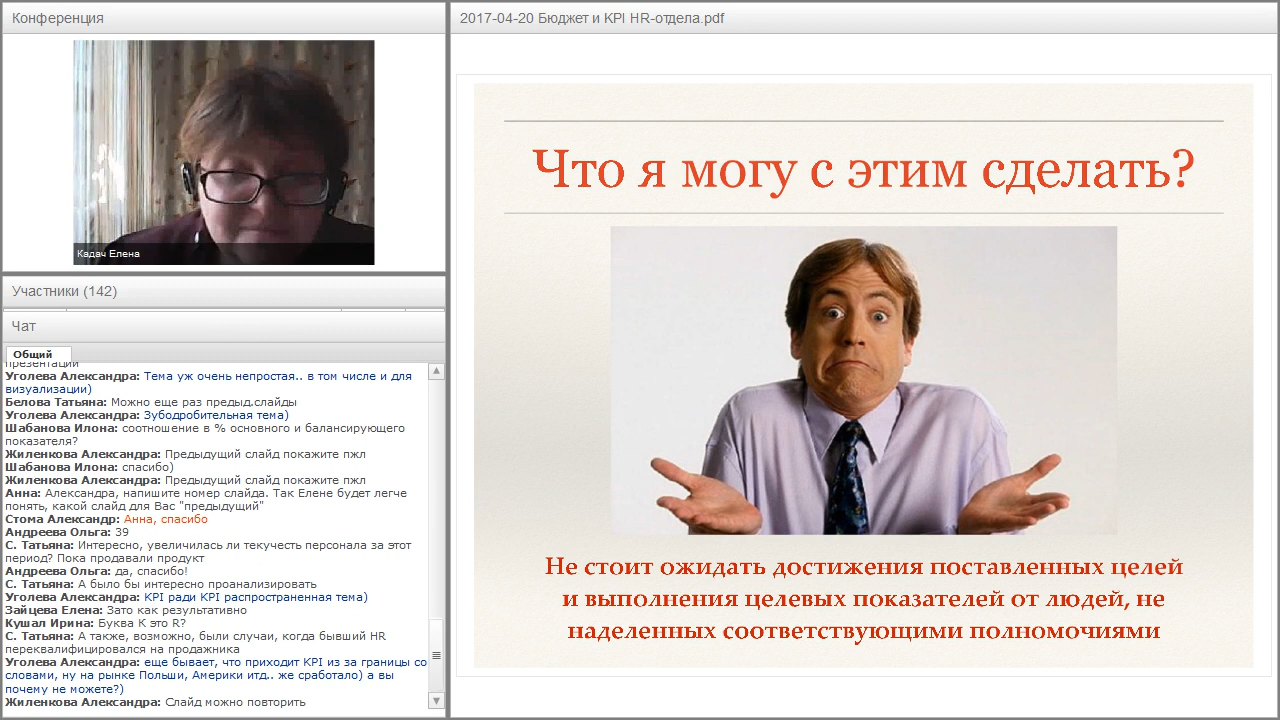 Конференция
Кадач Елена
Участники (142)
Чат
Общий
презентации
Уголева Александра: Тема уж очень непростая.. в том числе и для
визуализации)
Белова Татьяна: Можно еще раз предыд.слайды
Уголева Александра: Зубодробительная тема)
Шабанова Илона: соотношение в % основного и балансирующего
показателя?
Жиленкова Александра: Предыдущий слайд покажите пжл
Шабанова Илона: спасибо)
Жиленкова Александра: Предыдущий слайд покажите пжл
Анна: Александра, напишите номер слайда. Так Елене будет легче
понять, какой слайд для Вас "предыдущий"
Стома Александр: Анна, спасибо
Андреева Ольга: 39
С. Татьяна: Интересно, увеличилась ли текучесть персонала за этот
период? Пока продавали продукт
Андреева Ольга: да, спасибо!
С. Татьяна: А было бы интересно проанализировать
Уголева Александра: KPI ради KPI распространенная тема)
Зайцева Елена: Зато как результативно
Кушал Ирина: Буква К это R?
С. Татьяна: А также, возможно, были случаи, когда бывший HR
переквалифицировался на продажника
Уголева Александра: еще бывает, что приходит KPI из за границы со
словами, ну на рынке Польши, Америки итд.. же сработало) а вы
почему не можете?)
Жиленкова Александра: Слайд можно повторить
2017-04-20 Бюджет и KPI HR-отдела.pdf
Что я могу с этим сделать?
Не стоит ожидать достижения поставленных целей
и выполнения целевых показателей от людей, не
наделенных соответствующими полномочиями